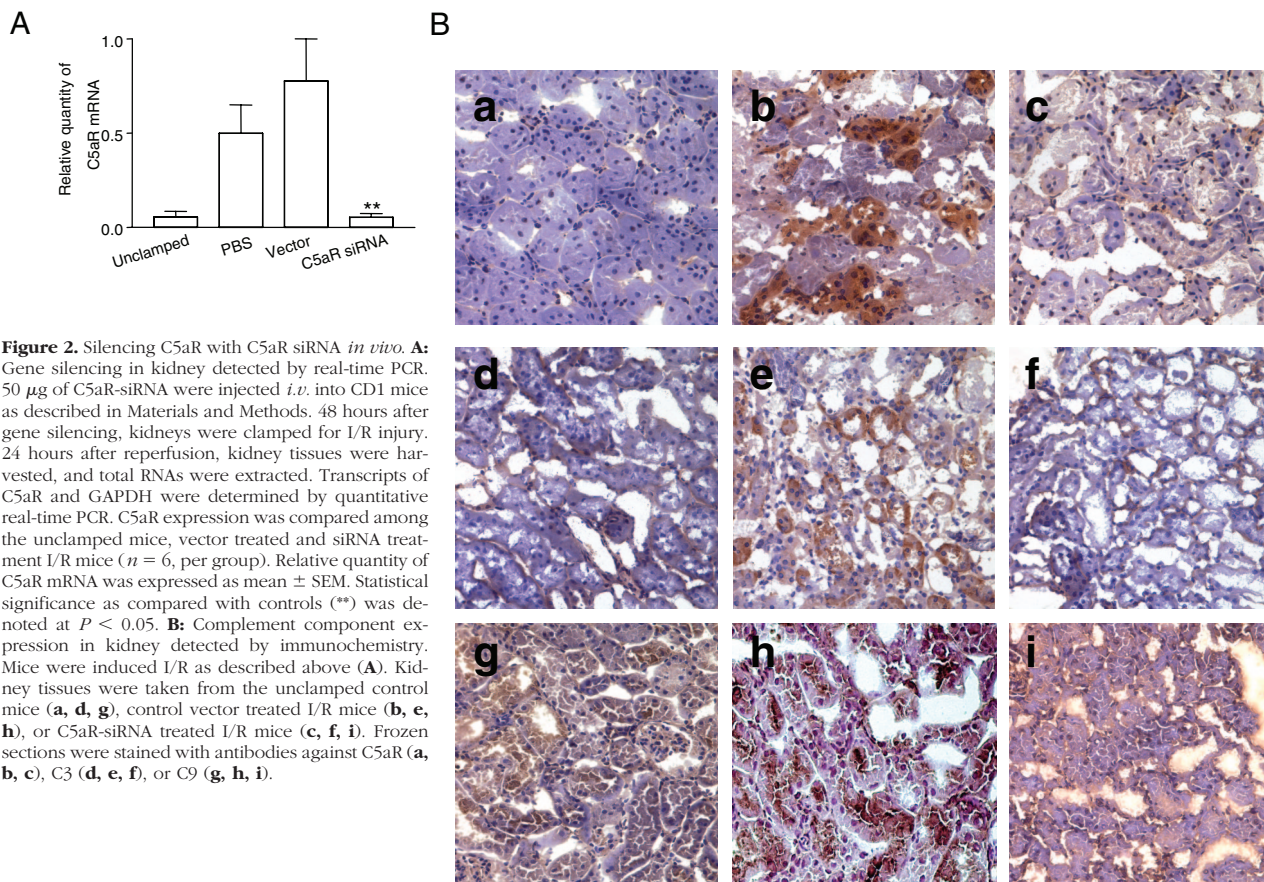 A
Relative quantity of
C5aR mRNA
1.0
0.5
0.0
**
Unclamped
PBS
Vector
C5aR siRNA
Figure 2. Silencing C5aR with C5aR siRNA in vivo. A:
Gene silencing in kidney detected by real-time PCR.
50 μg of C5aR-siRNA were injected i.v. into CD1 mice
as described in Materials and Methods. 48 hours after
gene silencing, kidneys were clamped for I/R injury.
24 hours after reperfusion, kidney tissues were har-
vested, and total RNAs were extracted. Transcripts of
C5aR and GAPDH were determined by quantitative
real-time PCR. C5aR expression was compared among
the unclamped mice, vector treated and siRNA treat-
ment I/R mice (n = 6, per group). Relative quantity of
C5aR mRNA was expressed as mean ± SEM. Statistical
significance as compared with controls (**) was de-
noted at P < 0.05. B: Complement component ex-
pression in kidney detected by immunochemistry.
Mice were induced I/R as described above (A). Kid-
ney tissues were taken from the unclamped control
mice (a, d, g), control vector treated I/R mice (b, e,
h), or C5aR-siRNA treated I/R mice (c, f, i). Frozen
sections were stained with antibodies against C5aR (a,
b, c), C3 (d, e, f), or C9 (g, h, i).
B
a
b
c
d
e
f
g
h
i